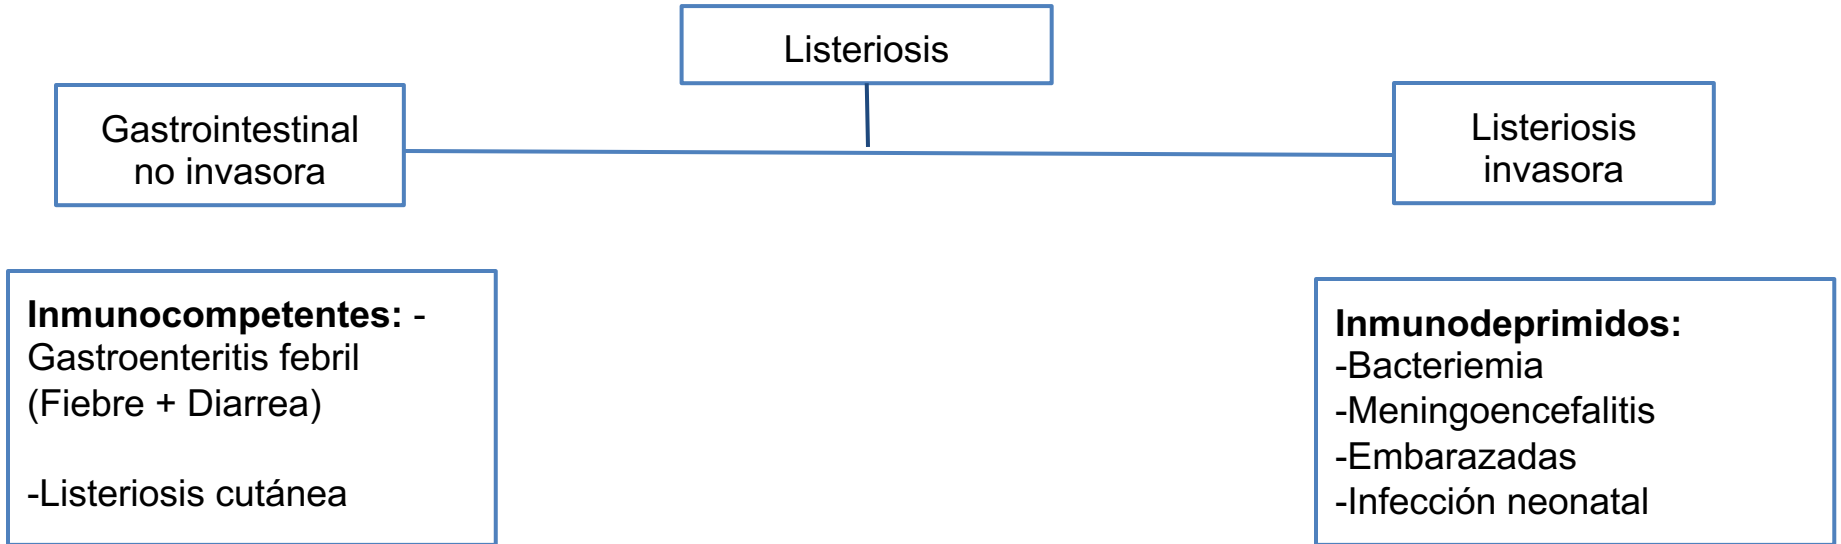 Listeriosis
Gastrointestinal
no invasora
Listeriosis
invasora
Inmunocompetentes: -
Gastroenteritis febril
(Fiebre + Diarrea)
-Listeriosis cutánea
Inmunodeprimidos:
-Bacteriemia
-Meningoencefalitis
-Embarazadas
-Infección neonatal